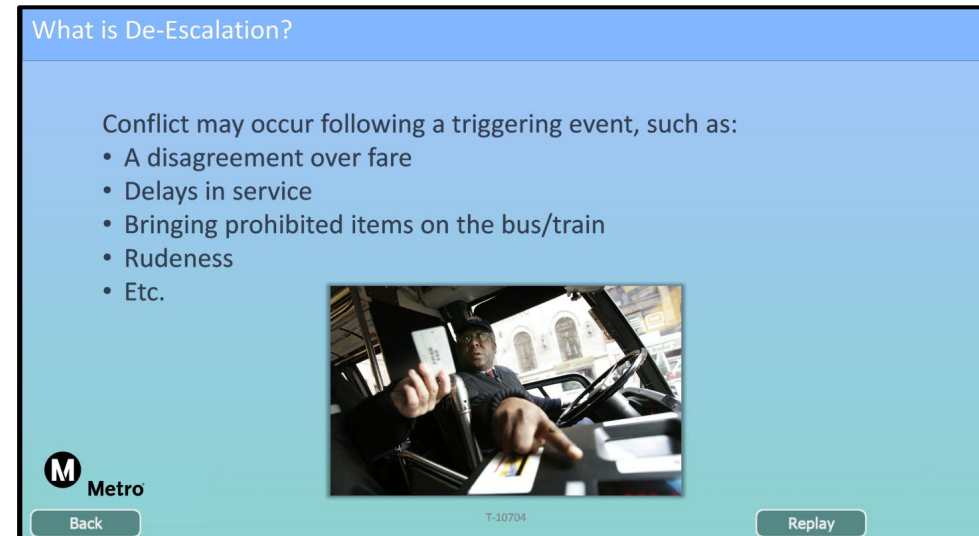 What is De-Escalation?
Conflict may occur following a triggering event, such as:
• A disagreement over fare
• Delays in service
• Bringing prohibited items on the bus/train
• Rudeness
• Etc.
M
Metro
Back
T-10704
Replay